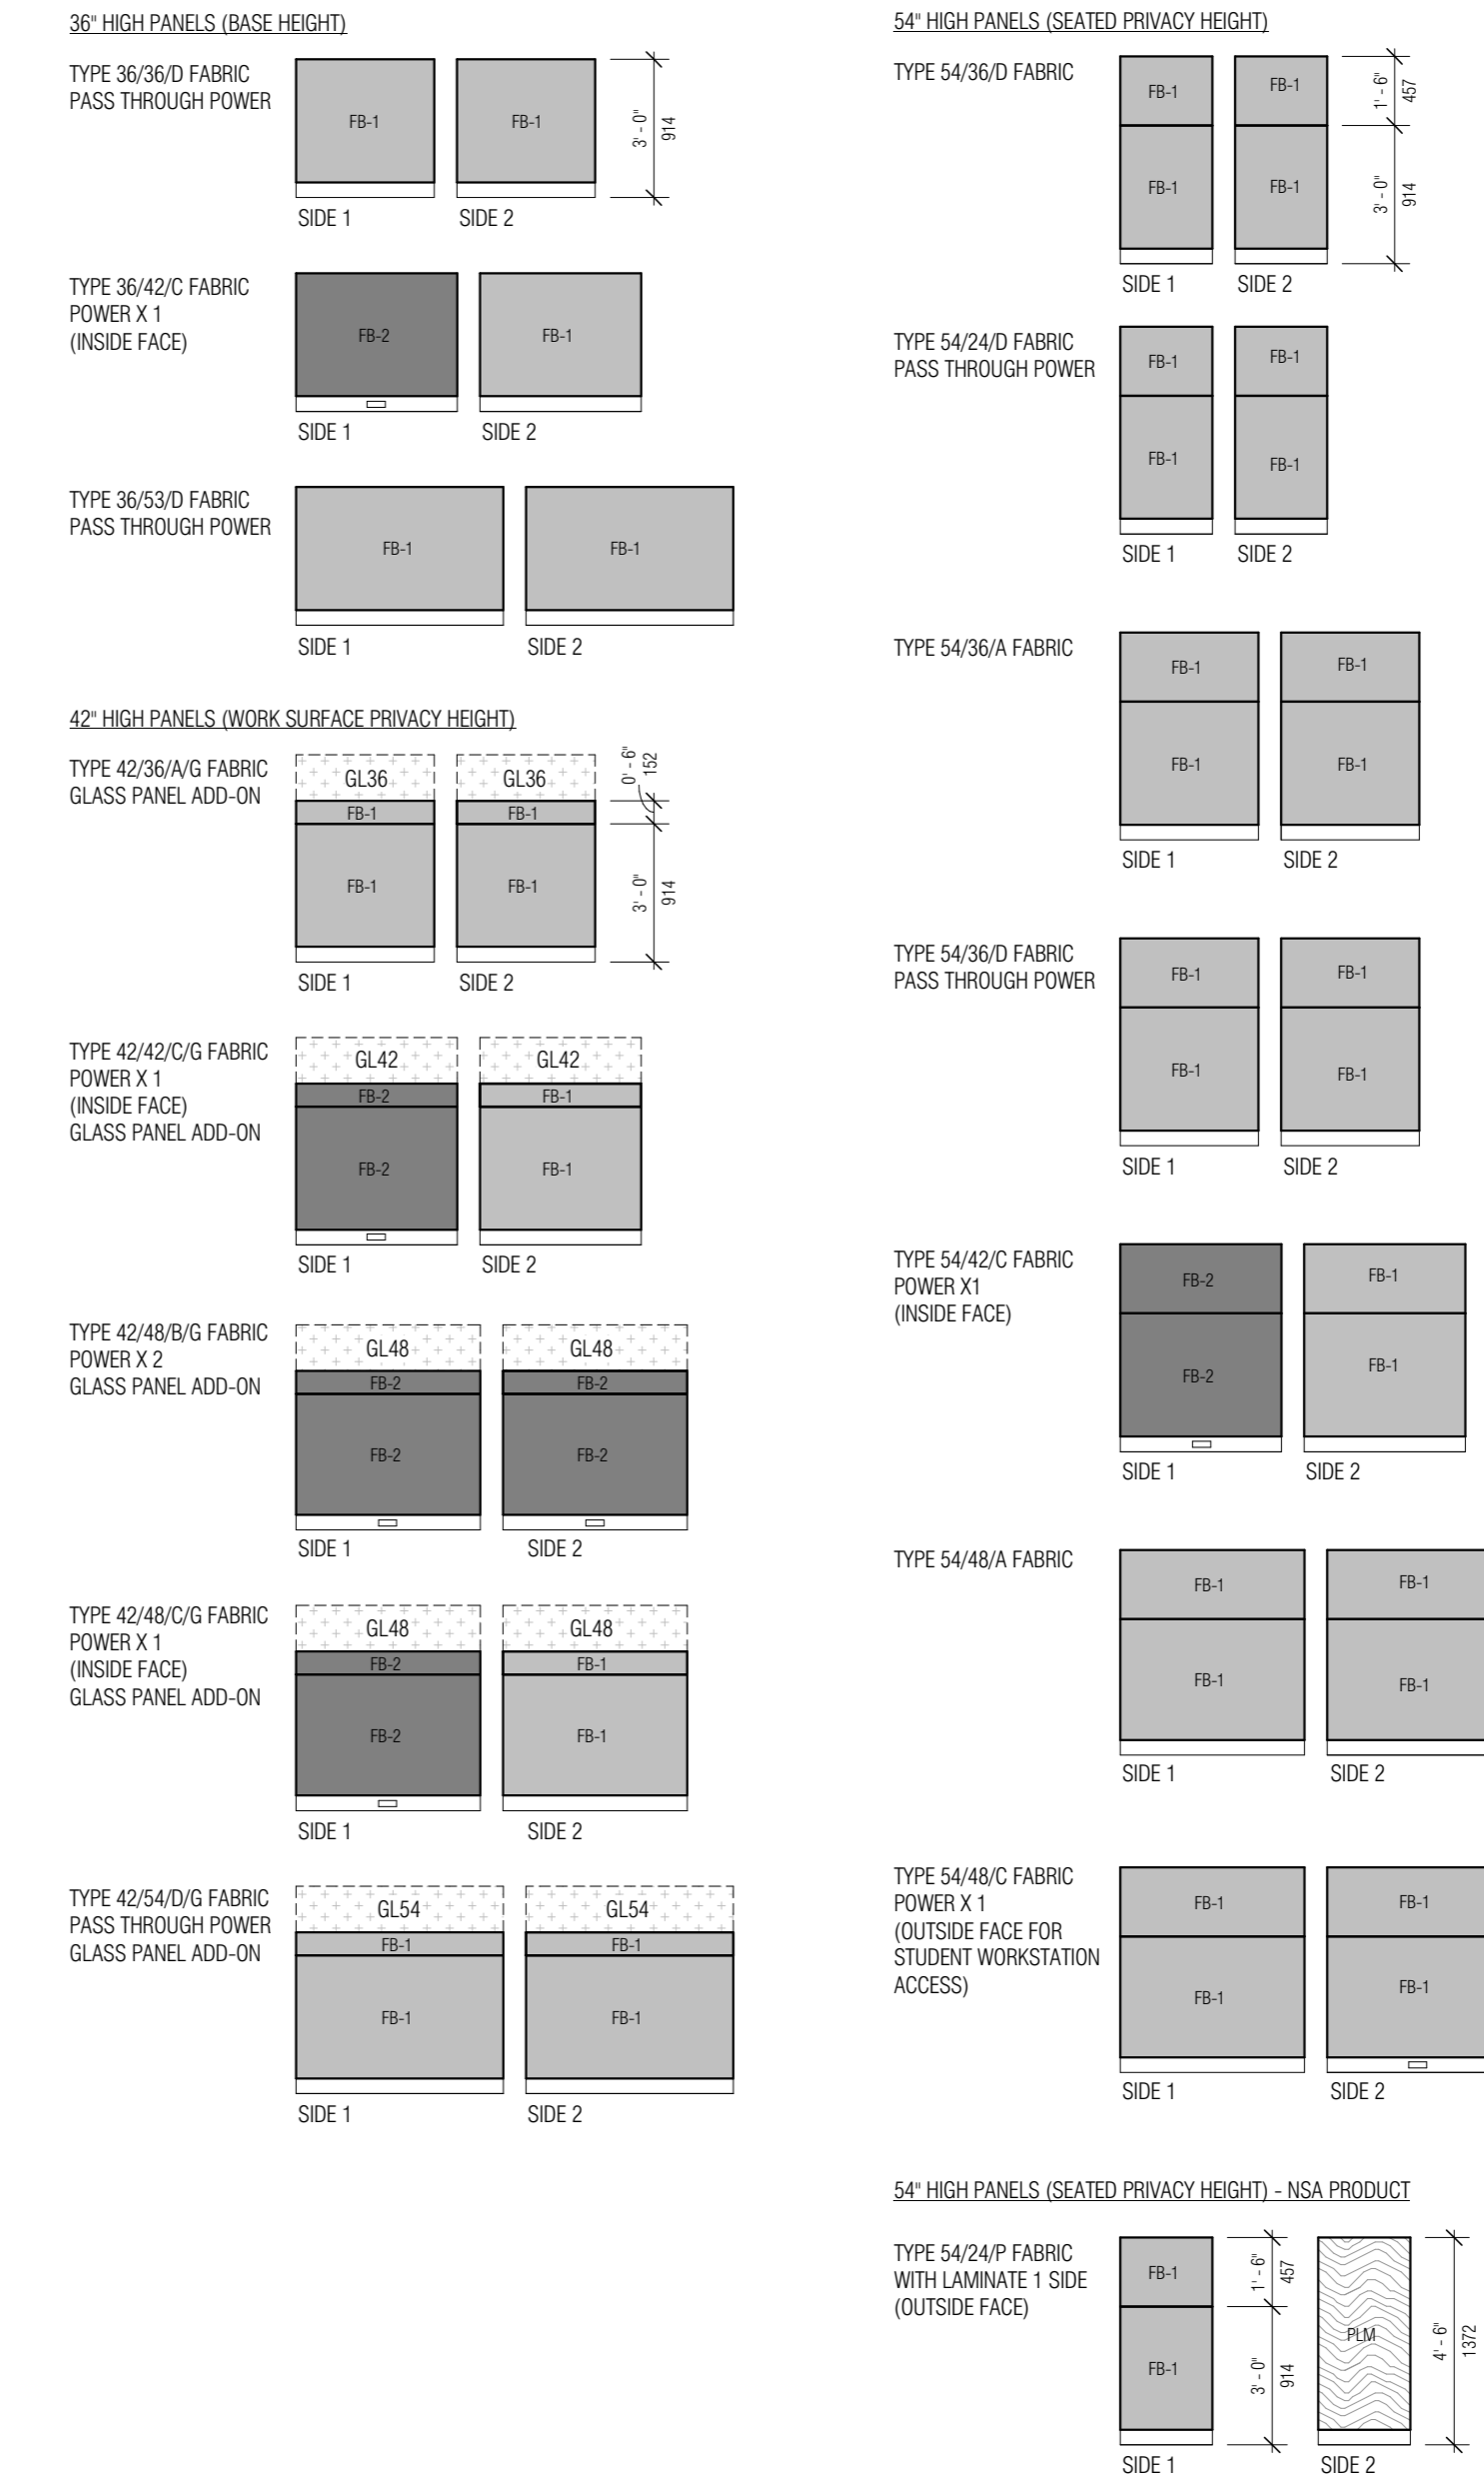 36" HIGH PANELS (BASE HEIGHT)
TYPE 36/36/D FABRIC
PASS THROUGH POWER
FB-1
FB-1
3' - 0"
914
SIDE 1
SIDE 2
TYPE 36/42/C FABRIC
POWER X 1
(INSIDE FACE)
FB-2
FB-1
SIDE 1
SIDE 2
TYPE 36/53/D FABRIC
PASS THROUGH POWER
FB-1
FB-1
SIDE 1
SIDE 2
42" HIGH PANELS (WORK SURFACE PRIVACY HEIGHT)
TYPE 42/36/A/G FABRIC
GLASS PANEL ADD-ON
GL36
GL36
FB-1
FB-1
FB-1
FB-1
0' - 6"
152
3' - 0"
914
SIDE 1
SIDE 2
TYPE 42/42/C/G FABRIC
POWER X 1
(INSIDE FACE)
GLASS PANEL ADD-ON
GL42
GL42
FB-2
FB-1
FB-2
FB-1
SIDE 1
SIDE 2
TYPE 42/48/B/G FABRIC
POWER X 2
GLASS PANEL ADD-ON
GL48
GL48
FB-2
FB-2
FB-2
FB-2
SIDE 1
SIDE 2
TYPE 42/48/C/G FABRIC
POWER X 1
(INSIDE FACE)
GLASS PANEL ADD-ON
GL48
GL48
FB-2
FB-1
FB-2
FB-1
SIDE 1
SIDE 2
TYPE 42/54/D/G FABRIC
PASS THROUGH POWER
GLASS PANEL ADD-ON
GL54
GL54
FB-1
FB-1
FB-1
FB-1
SIDE 1
SIDE 2
54" HIGH PANELS (SEATED PRIVACY HEIGHT)
TYPE 54/36/D FABRIC
FB-1
FB-1
FB-1
FB-1
1' - 6"
457
3' - 0"
914
SIDE 1
SIDE 2
TYPE 54/24/D FABRIC
PASS THROUGH POWER
FB-1
FB-1
FB-1
FB-1
SIDE 1
SIDE 2
TYPE 54/36/A FABRIC
FB-1
FB-1
FB-1
FB-1
SIDE 1
SIDE 2
TYPE 54/36/D FABRIC
PASS THROUGH POWER
FB-1
FB-1
FB-1
FB-1
SIDE 1
SIDE 2
TYPE 54/42/C FABRIC
POWER X1
(INSIDE FACE)
FB-2
FB-1
FB-2
FB-1
SIDE 1
SIDE 2
TYPE 54/48/A FABRIC
FB-1
FB-1
FB-1
FB-1
SIDE 1
SIDE 2
TYPE 54/48/C FABRIC
POWER X 1
(OUTSIDE FACE FOR
STUDENT WORKSTATION
ACCESS)
FB-1
FB-1
FB-1
FB-1
SIDE 1
SIDE 2
54" HIGH PANELS (SEATED PRIVACY HEIGHT) - NSA PRODUCT
TYPE 54/24/P FABRIC
WITH LAMINATE 1 SIDE
(OUTSIDE FACE)
FB-1
FB-1
1' - 6"
457
3' - 0"
914
PLM
4' - 6"
1372
SIDE 1
SIDE 2